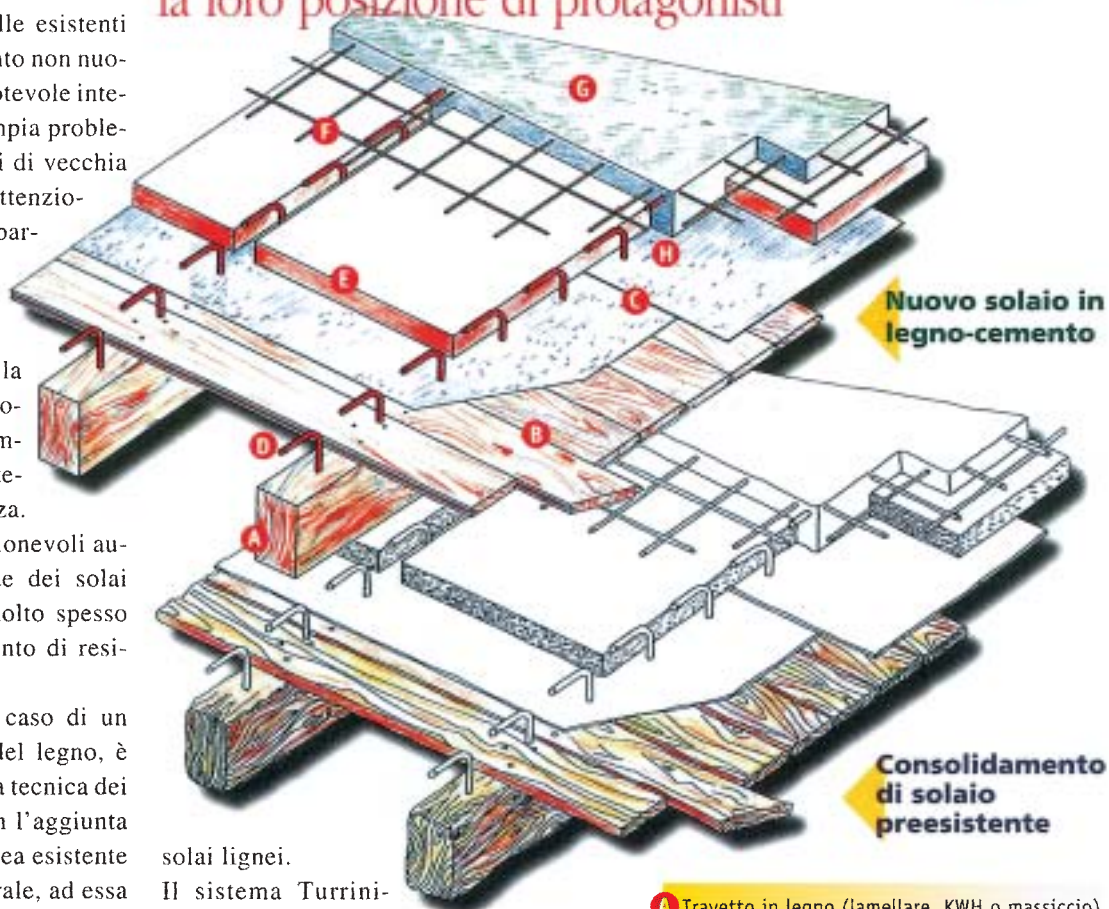 la loro posizione di protagonisti
lle esistenti
nto non nuo-
otevole inte-
mpia proble-
i di vecchia
ttenzio-
par-
la
o-
m-
te-
za.
ionevoli au-
e dei solai
olto spesso
nto di resi-
caso di un
del legno, è
a tecnica dei
n l'aggiunta
ea esistente
rale, ad essa
solai lignei.
Il sistema Turrini-
G
F
H
E
C
B
D
A
Nuovo solaio in
legno-cemento
Consolidamento
di solaio
preesistente
A Travetto in legno (lamellare, KWH o massiccio)